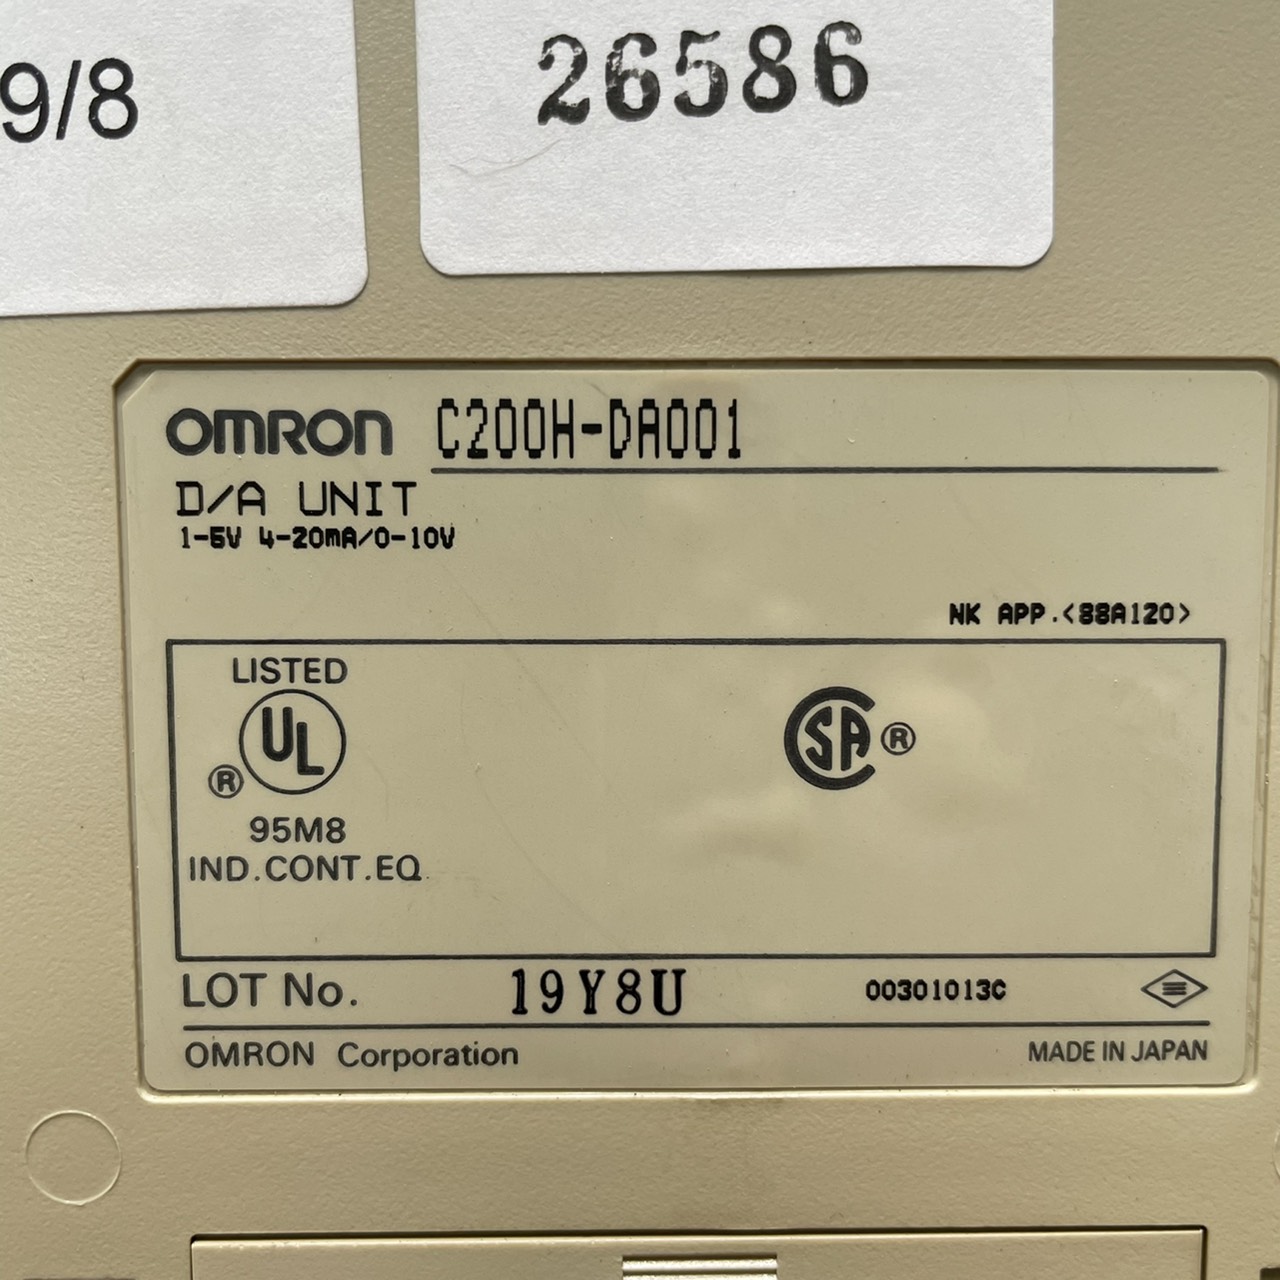 9/8
26586
OMRON C200H-DA001
D/A UNIT
1-5V 4-20mA/0-10V
NK APP.<88A120>
LISTED
UL ®
SA ®
95M8
IND.CONT.EQ.
LOT No. 19Y8U 00301013C
OMRON Corporation MADE IN JAPAN